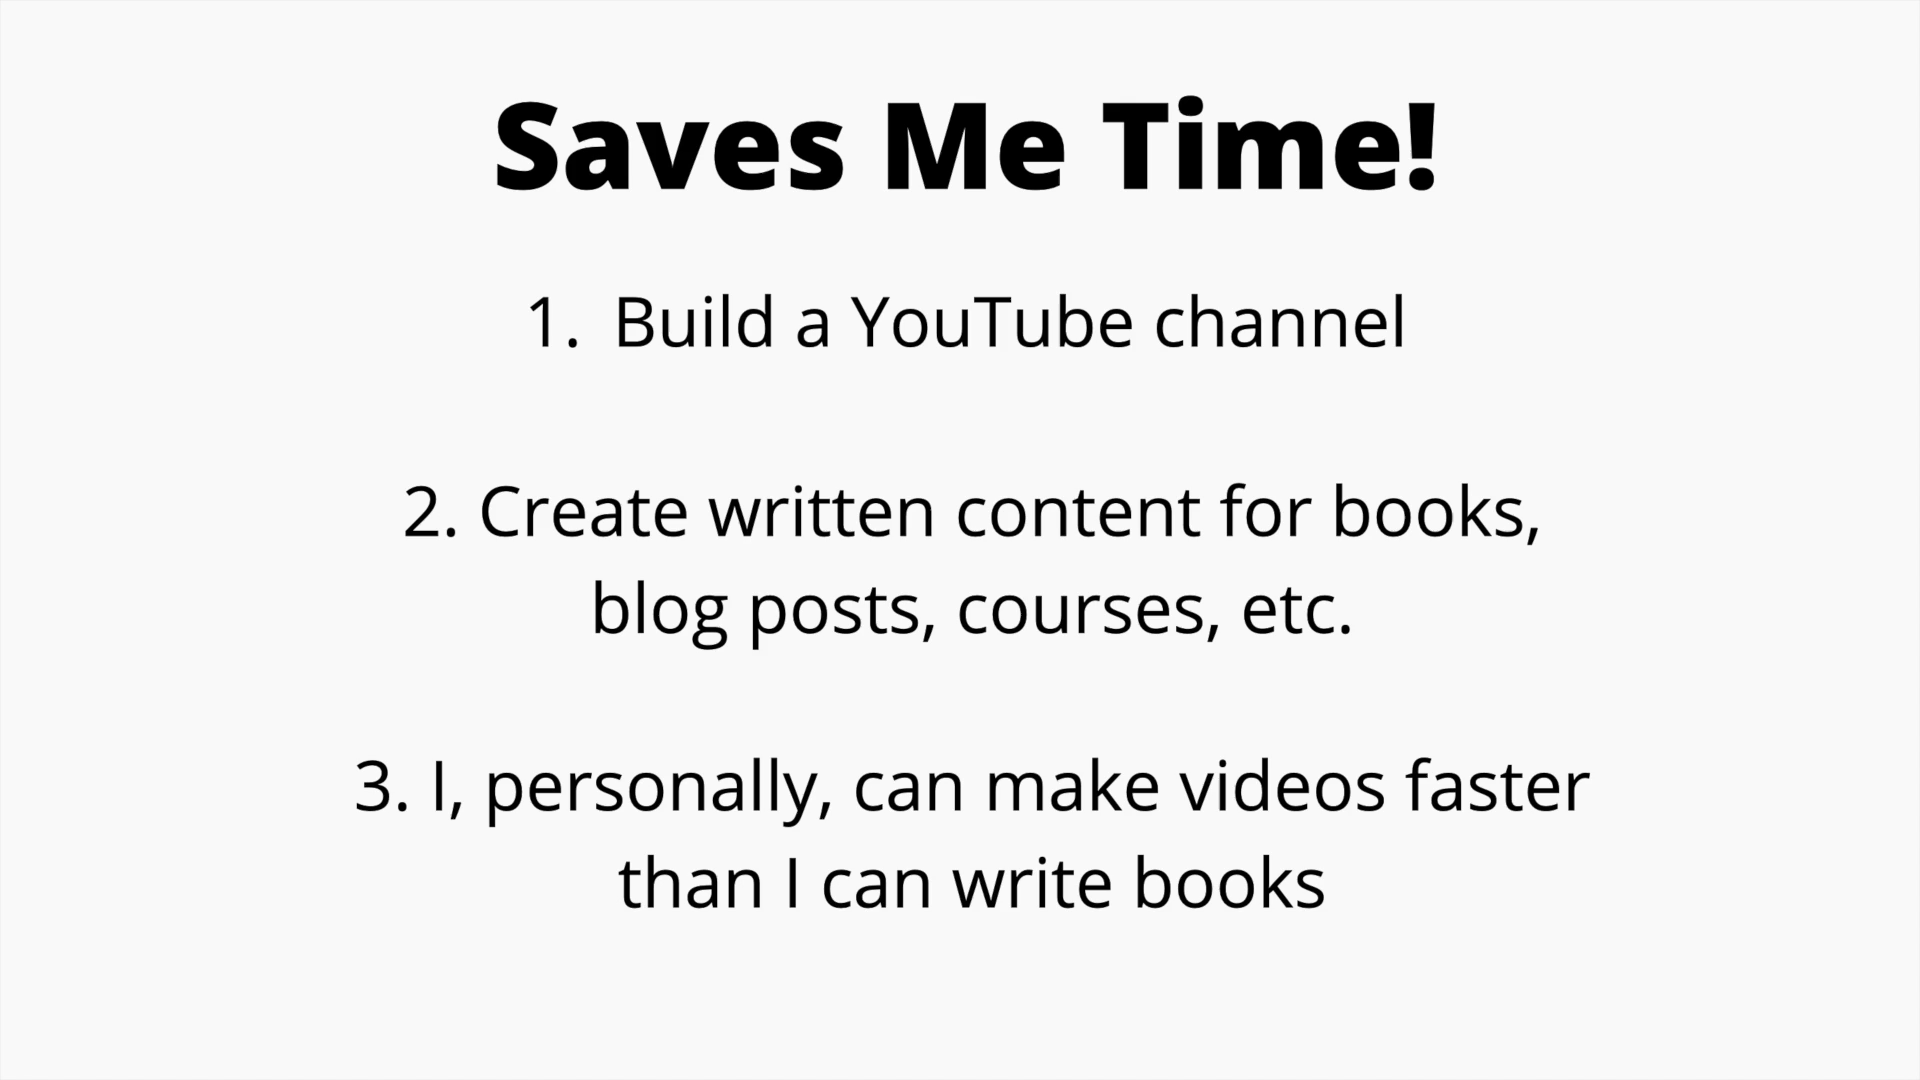 Saves Me Time!
1. Build a YouTube channel
2. Create written content for books,
blog posts, courses, etc.
3. I, personally, can make videos faster
than I can write books